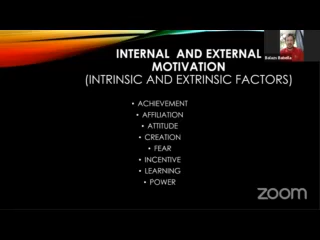 INTERNAL AND EXTERNAL
MOTIVATION
(INTRINSIC AND EXTRINSIC FACTORS)
• ACHIEVEMENT
• AFFILIATION
• ATTITUDE
• CREATION
• FEAR
• INCENTIVE
• LEARNING
• POWER
zoom